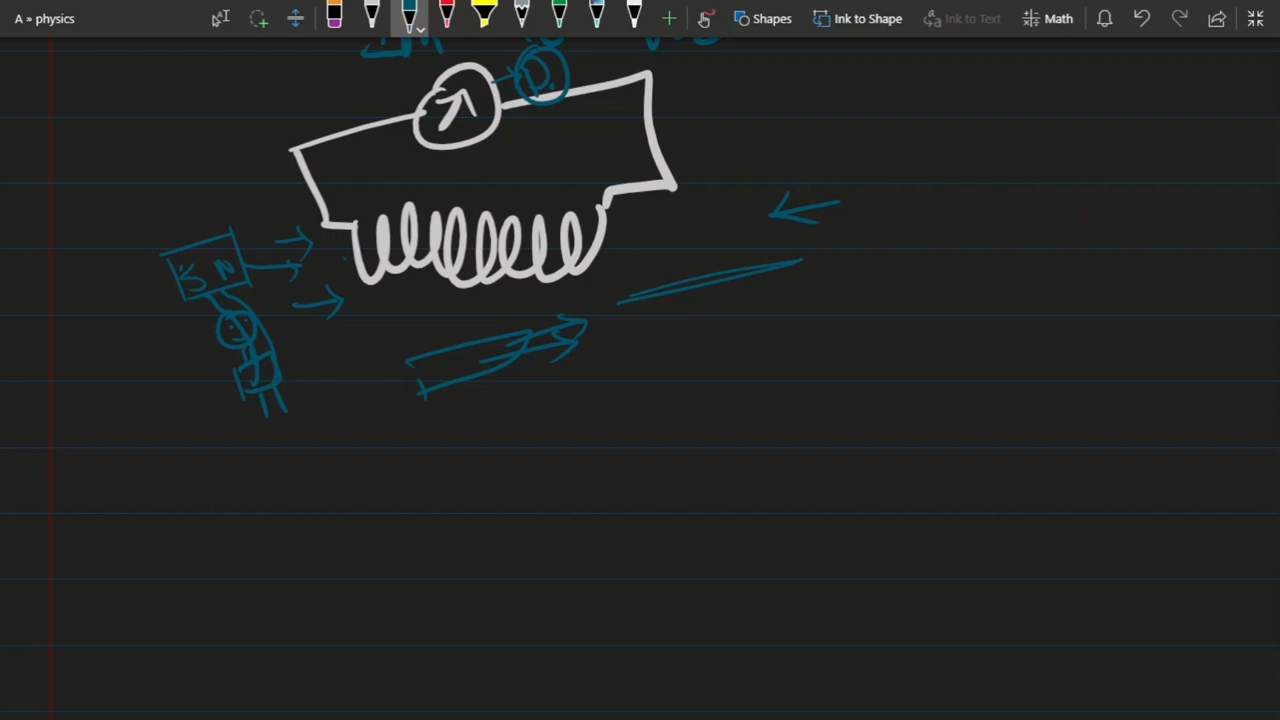 A » physics
Shapes
Ink to Shape
Ink to Text
Math
D.
S N